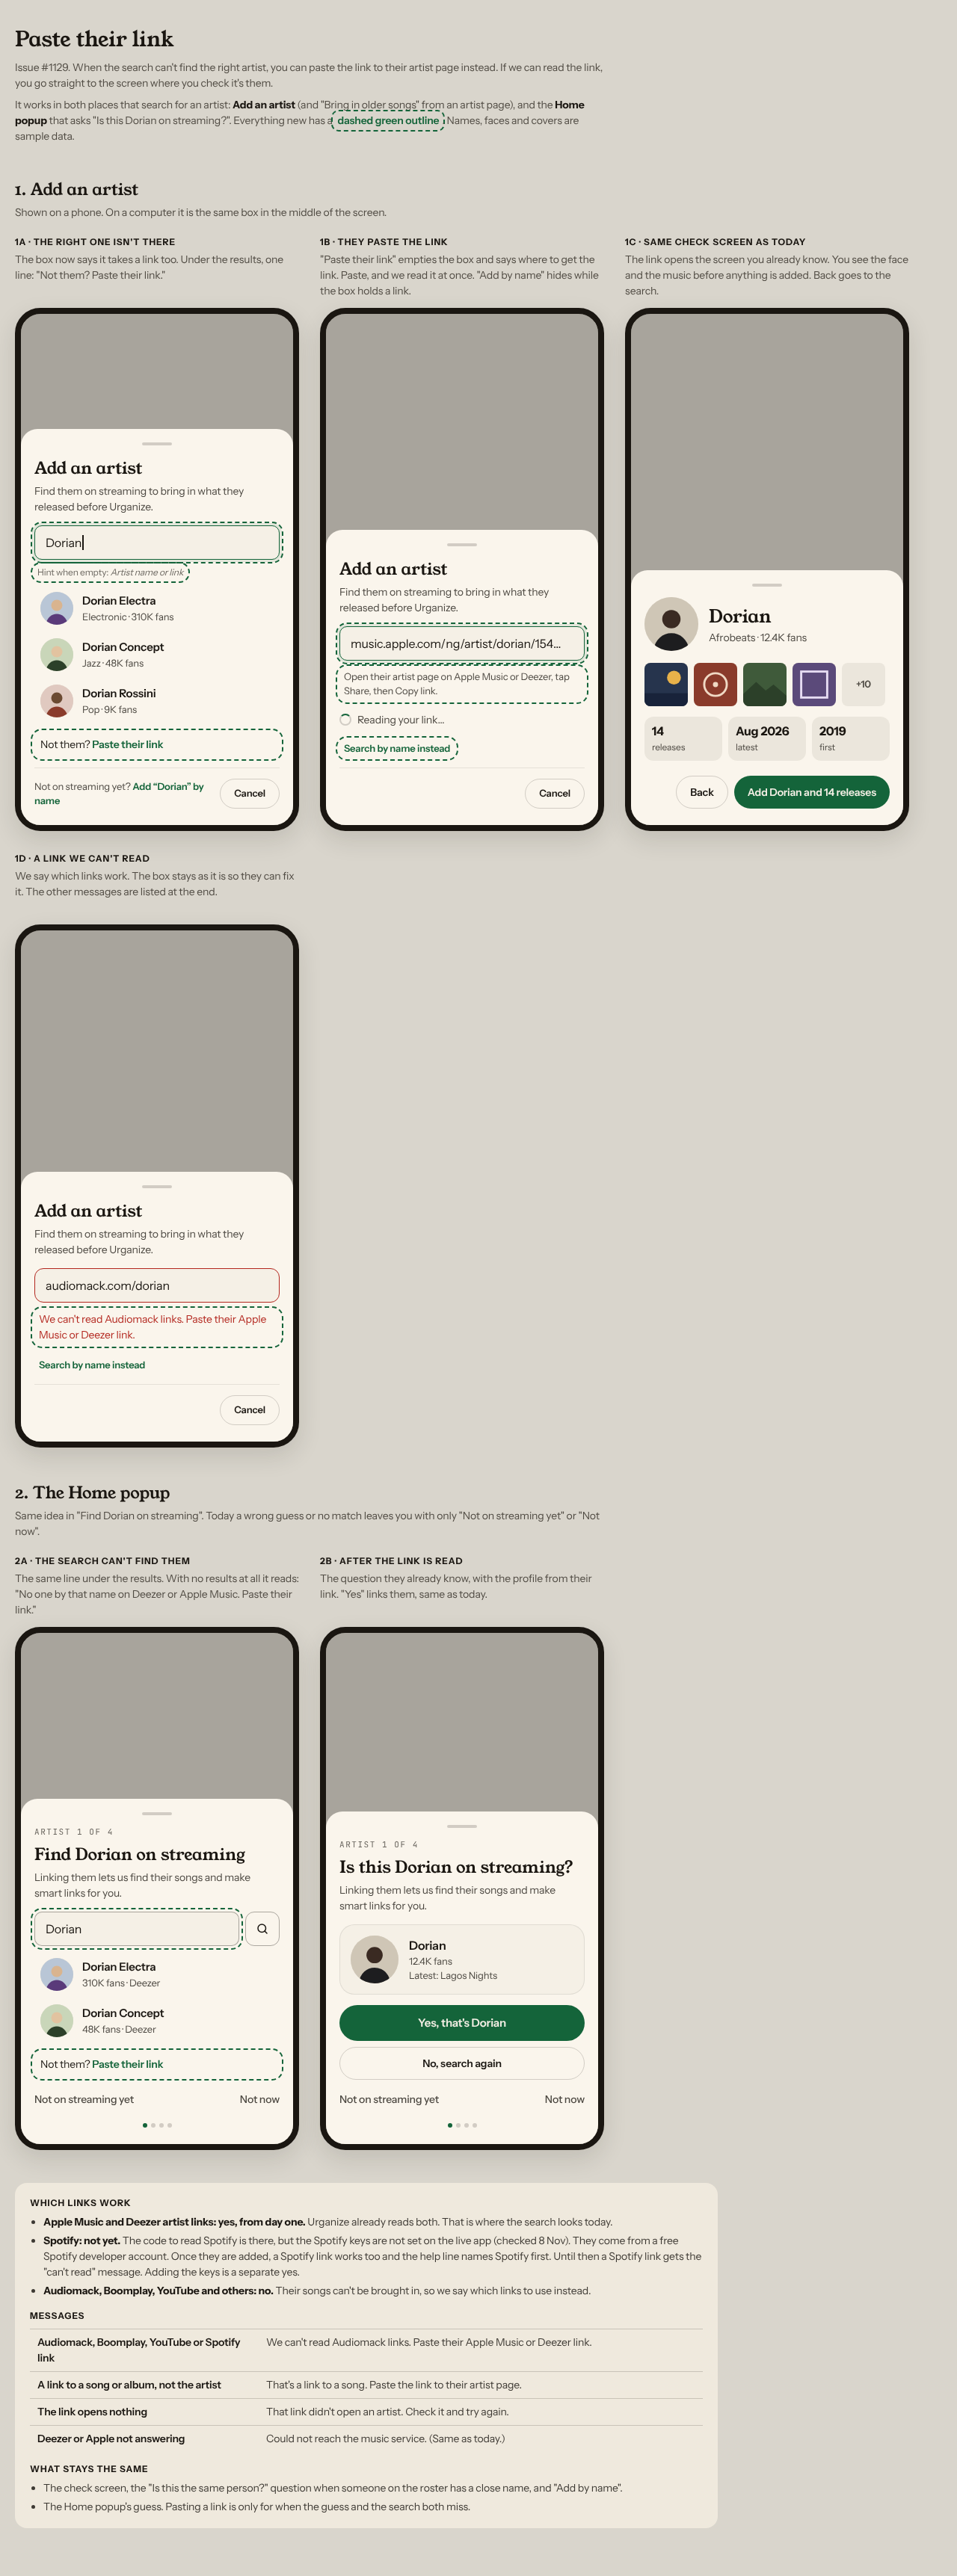 Paste their link
Issue #1129. When the search can't find the right artist, you can paste the link to their artist page instead. If we can read the link,
you go straight to the screen where you check it's them.
It works in both places that search for an artist: Add an artist (and "Bring in older songs" from an artist page), and the Home
popup that asks "Is this Dorian on streaming?". Everything new has a dashed green outline Names, faces and covers are
sample data.
1. Add an artist
Shown on a phone. On a computer it is the same box in the middle of the screen.
1A · THE RIGHT ONE ISN'T THERE
The box now says it takes a link too. Under the results, one
line: "Not them? Paste their link."
1B · THEY PASTE THE LINK
"Paste their link" empties the box and says where to get the
link. Paste, and we read it at once. "Add by name" hides while
the box holds a link.
1C · SAME CHECK SCREEN AS TODAY
The link opens the screen you already know. You see the face
and the music before anything is added. Back goes to the
search.
Add an artist
Find them on streaming to bring in what they
released before Urganize.
Dorian
Hint when empty: Artist name or link
Dorian Electra
Electronic · 310K fans
Dorian Concept
Jazz · 48K fans
Dorian Rossini
Pop · 9K fans
Not them? Paste their link
Not on streaming yet? Add “Dorian” by
name
Cancel
Add an artist
Find them on streaming to bring in what they
released before Urganize.
music.apple.com/ng/artist/dorian/154...
Open their artist page on Apple Music or Deezer, tap
Share, then Copy link.
Reading your link...
Search by name instead
Cancel
Dorian
Afrobeats · 12.4K fans
+10
14
releases
Aug 2026
latest
2019
first
Back
Add Dorian and 14 releases
1D · A LINK WE CAN'T READ
We say which links work. The box stays as it is so they can fix
it. The other messages are listed at the end.
Add an artist
Find them on streaming to bring in what they
released before Urganize.
audiomack.com/dorian
We can't read Audiomack links. Paste their Apple
Music or Deezer link.
Search by name instead
Cancel
2. The Home popup
Same idea in "Find Dorian on streaming". Today a wrong guess or no match leaves you with only "Not on streaming yet" or "Not
now".
2A · THE SEARCH CAN'T FIND THEM
The same line under the results. With no results at all it reads:
"No one by that name on Deezer or Apple Music. Paste their
link."
2B · AFTER THE LINK IS READ
The question they already know, with the profile from their
link. "Yes" links them, same as today.
ARTIST 1 OF 4
Find Dorian on streaming
Linking them lets us find their songs and make
smart links for you.
Dorian
Dorian Electra
310K fans · Deezer
Dorian Concept
48K fans · Deezer
Not them? Paste their link
Not on streaming yet
Not now
ARTIST 1 OF 4
Is this Dorian on streaming?
Linking them lets us find their songs and make
smart links for you.
Dorian
12.4K fans
Latest: Lagos Nights
Yes, that's Dorian
No, search again
Not on streaming yet
Not now
WHICH LINKS WORK
Apple Music and Deezer artist links: yes, from day one. Urganize already reads both. That is where the search looks today.
Spotify: not yet. The code to read Spotify is there, but the Spotify keys are not set on the live app (checked 8 Nov). They come from a free
Spotify developer account. Once they are added, a Spotify link works too and the help line names Spotify first. Until then a Spotify link gets the
"can't read" message. Adding the keys is a separate yes.
Audiomack, Boomplay, YouTube and others: no. Their songs can't be brought in, so we say which links to use instead.
MESSAGES
Audiomack, Boomplay, YouTube or Spotify
link
We can't read Audiomack links. Paste their Apple Music or Deezer link.
A link to a song or album, not the artist
That's a link to a song. Paste the link to their artist page.
The link opens nothing
That link didn't open an artist. Check it and try again.
Deezer or Apple not answering
Could not reach the music service. (Same as today.)
WHAT STAYS THE SAME
The check screen, the "Is this the same person?" question when someone on the roster has a close name, and "Add by name".
The Home popup's guess. Pasting a link is only for when the guess and the search both miss.